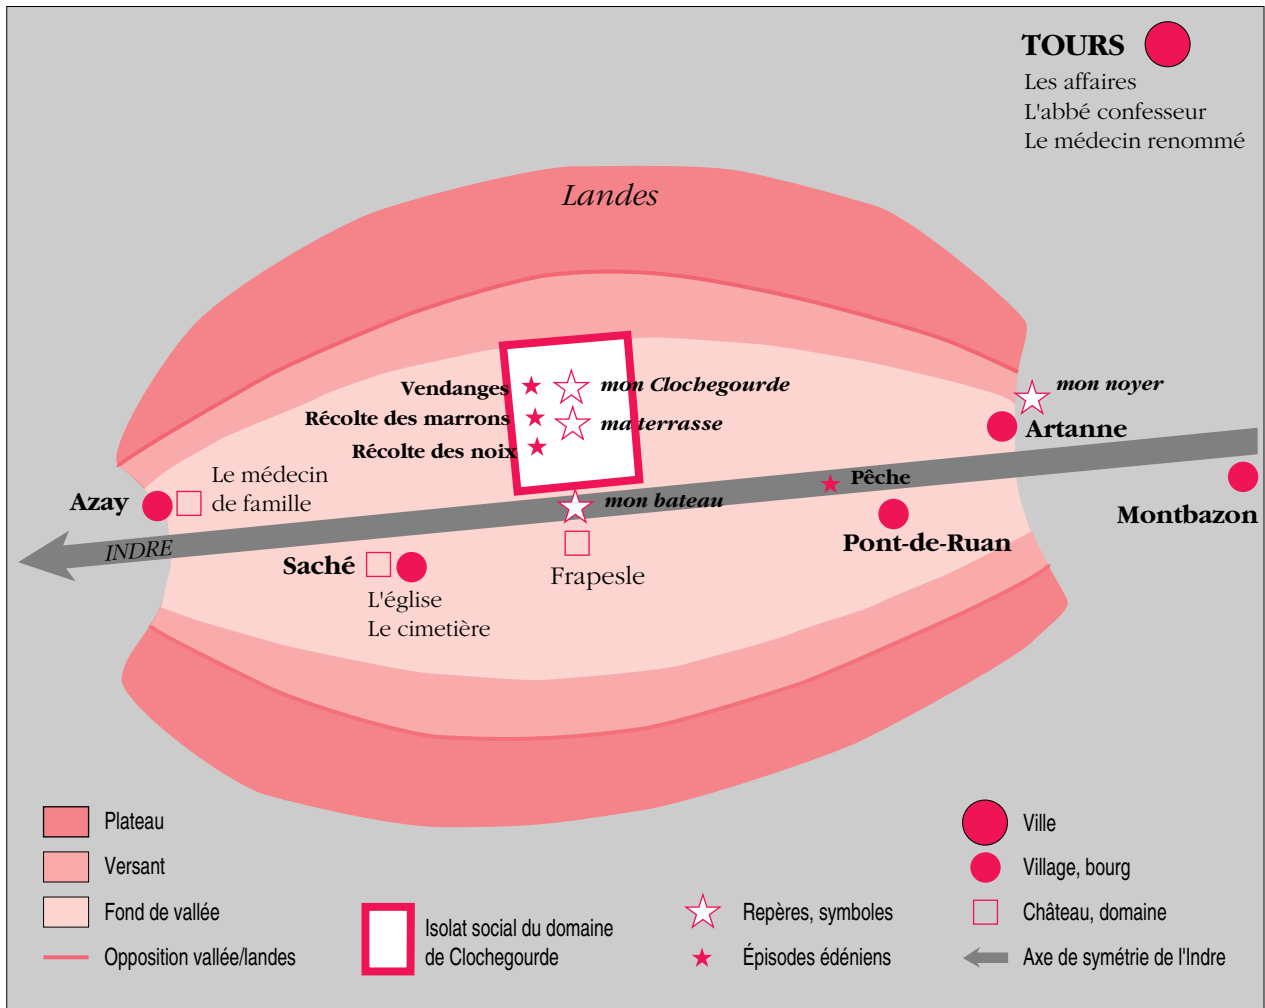 TOURS
Les affaires
L'abbé confesseur
Le médecin renommé
Landes
mon Clochegourde
Vendanges
mon noyer
Récolte des marrons
ma terrasse
Artanne
Récolte des noix
Pêche
Le médecin
de famille
Azay
mon bateau
Montbazon
Pont-de-Ruan
INDRE
Saché
Frapesle
L'église
Le cimetière
Plateau
Versant
Fond de vallée
Opposition vallée/landes
Isolat social du domaine
de Clochegourde
Repères, symboles
Épisodes édéniens
Ville
Village, bourg
Château, domaine
Axe de symétrie de l'Indre